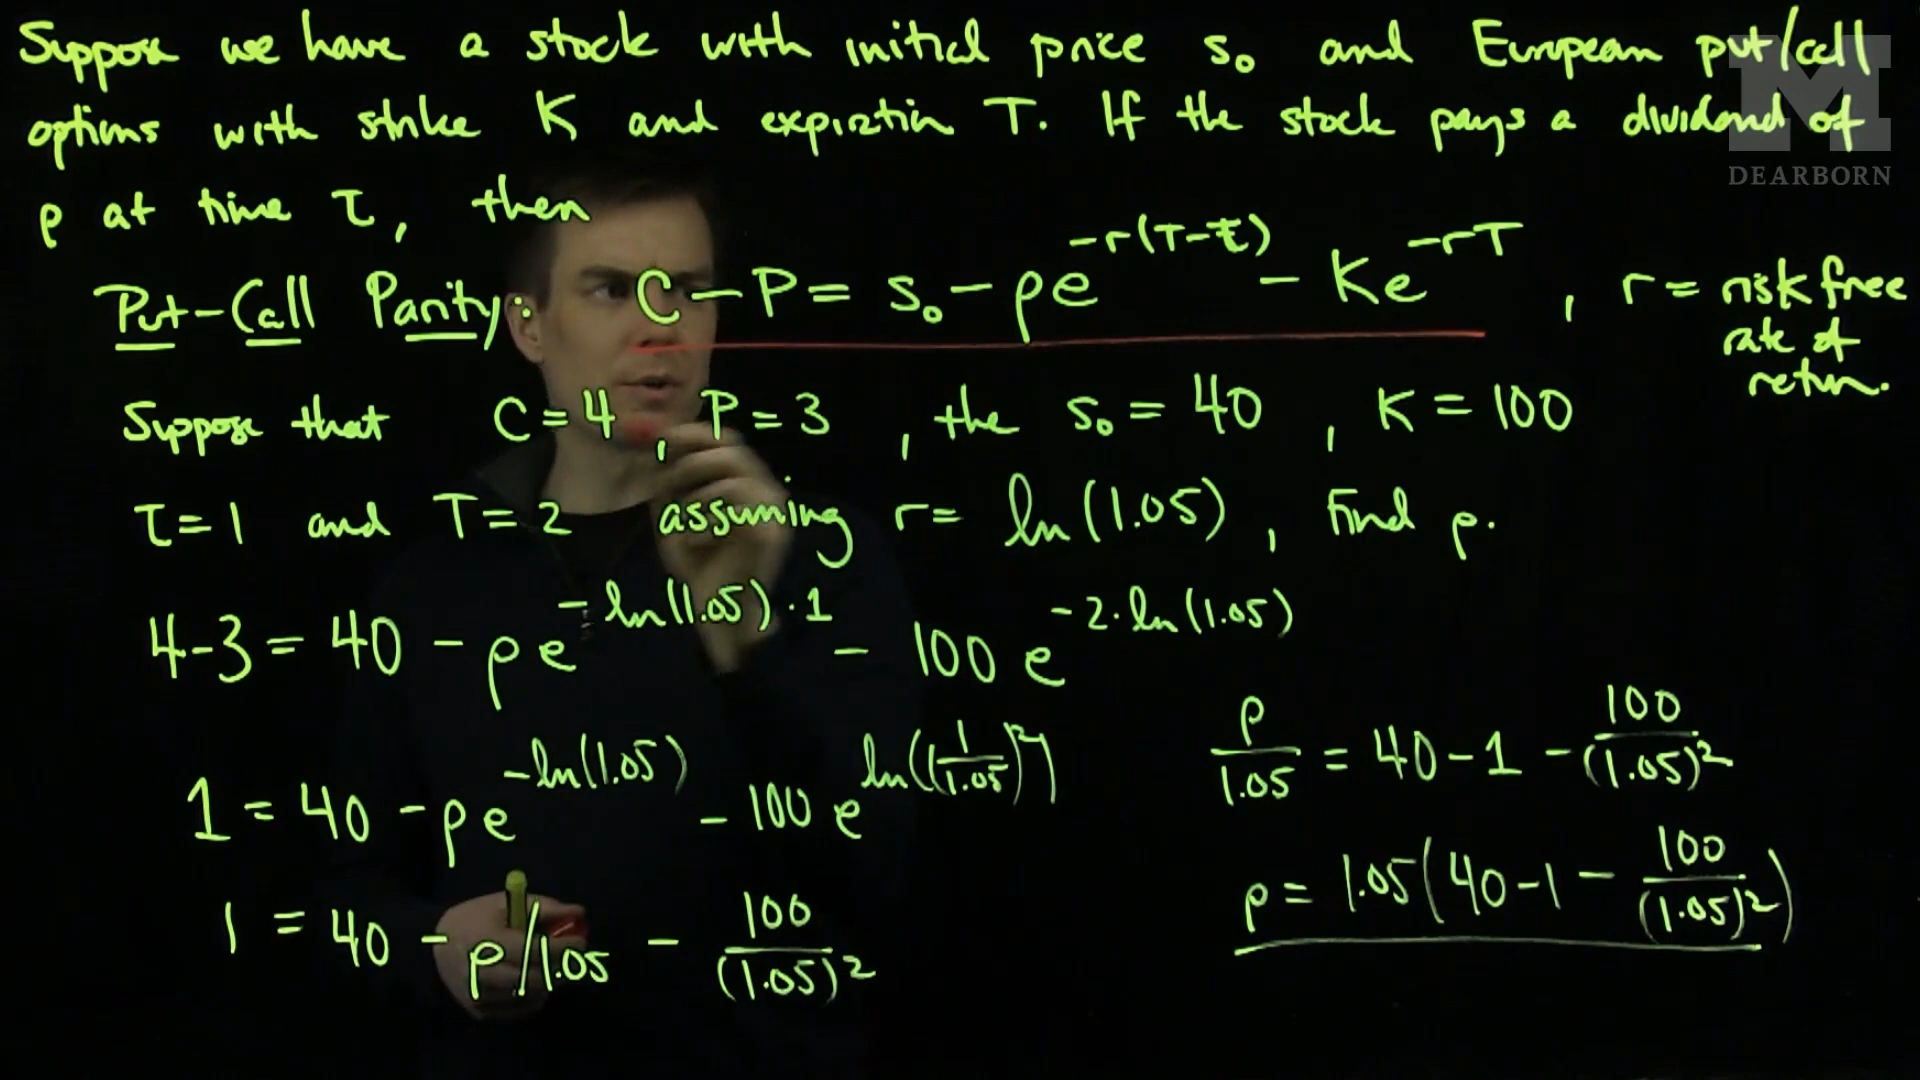 Suppose we have a stock with initial price s₀ and European put/call
options with strike K and expiration T. If the stock pays a dividend of
ρ at time τ, then
Put-Call Parity: C - P = s₀ - ρe^{-r(T-τ)} - Ke^{-rT}, r = risk free
rate of
return.
Suppose that C = 4, P = 3, the s₀ = 40, K = 100
τ = 1 and T = 2 assuming r = ln(1.05), Find ρ.
4-3 = 40 - ρe^{-ln(1.05)·1} - 100e^{-2·ln(1.05)}
1 = 40 - ρe^{-ln(1.05)} - 100e^{ln((1/1.05)^2)}
1 = 40 - ρ/1.05 - 100/(1.05)²
ρ/1.05 = 40 - 1 - 100/(1.05)²
ρ = 1.05(40 - 1 - 100/(1.05)²)
M
DEARBORN